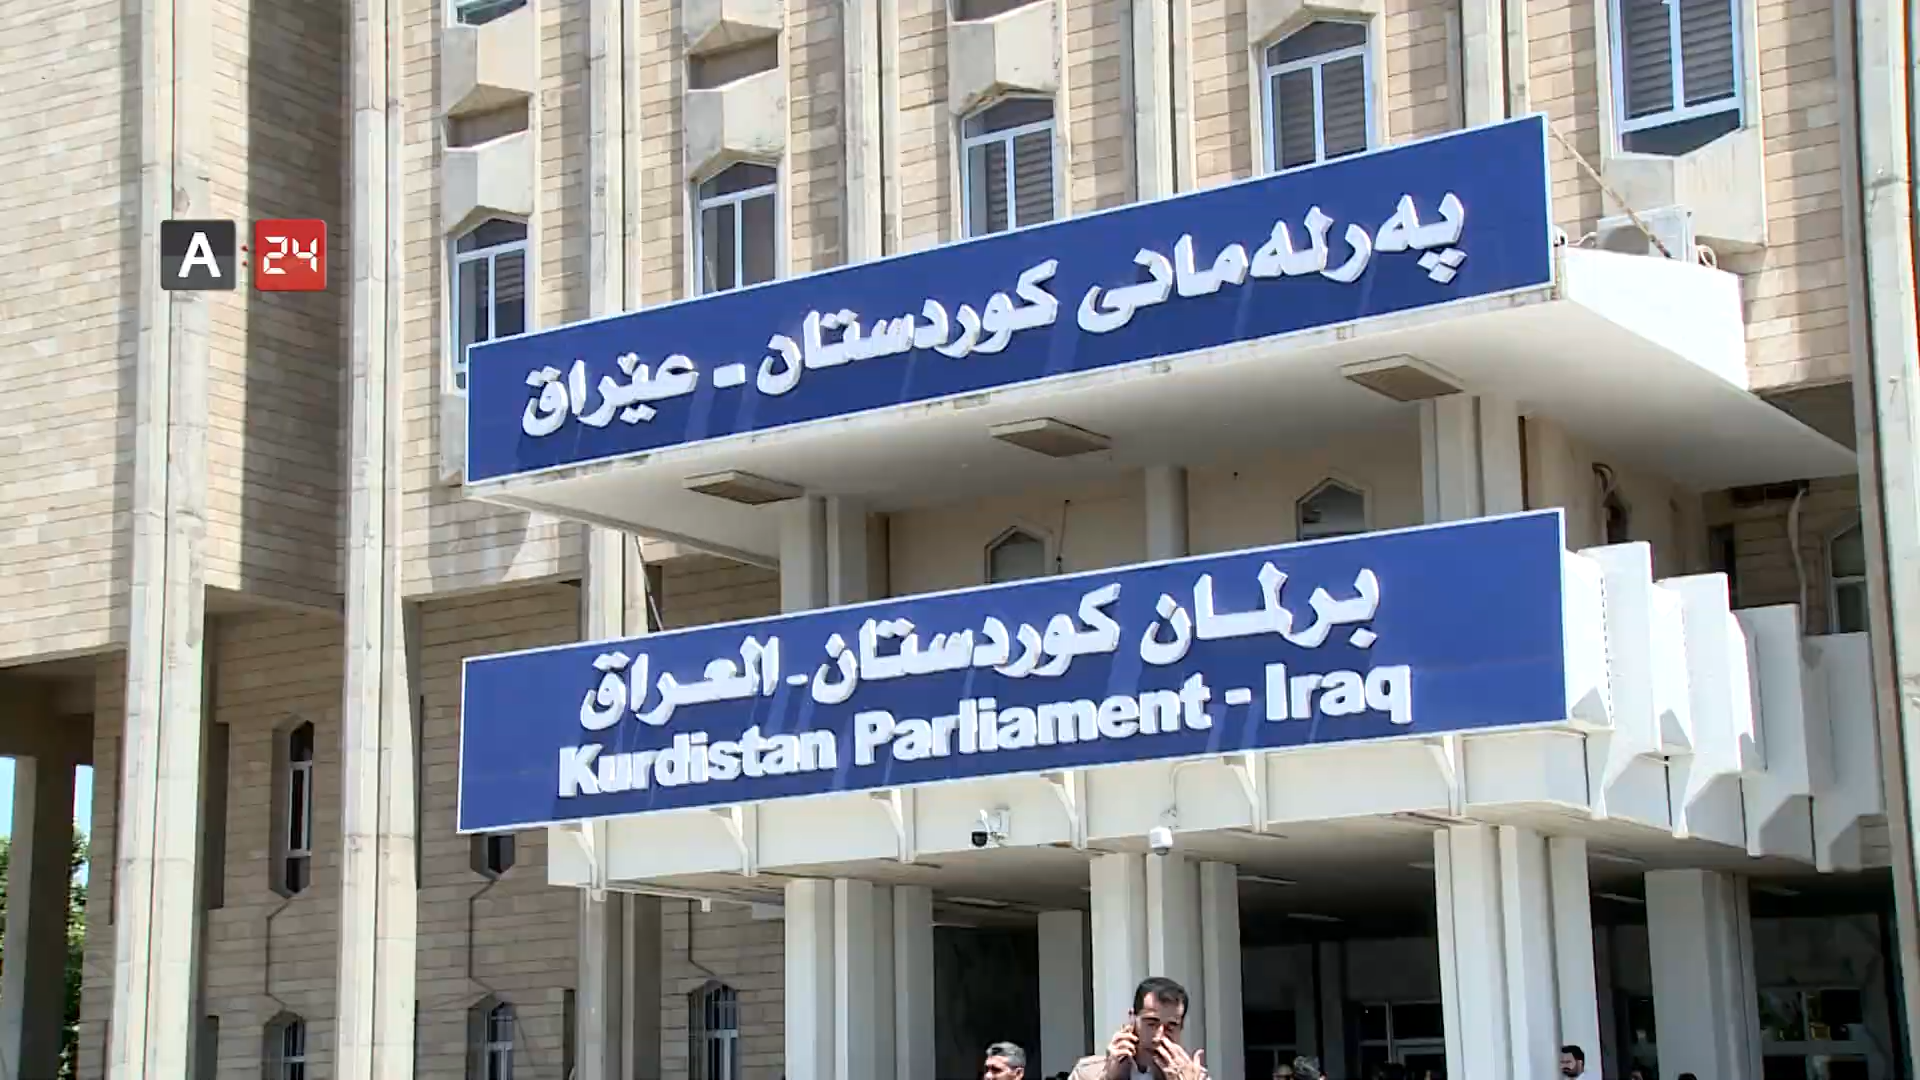 A:24
پەرلەمانی کوردستان - عێراق
برلمان كوردستان - العراق
Kurdistan Parliament - Iraq